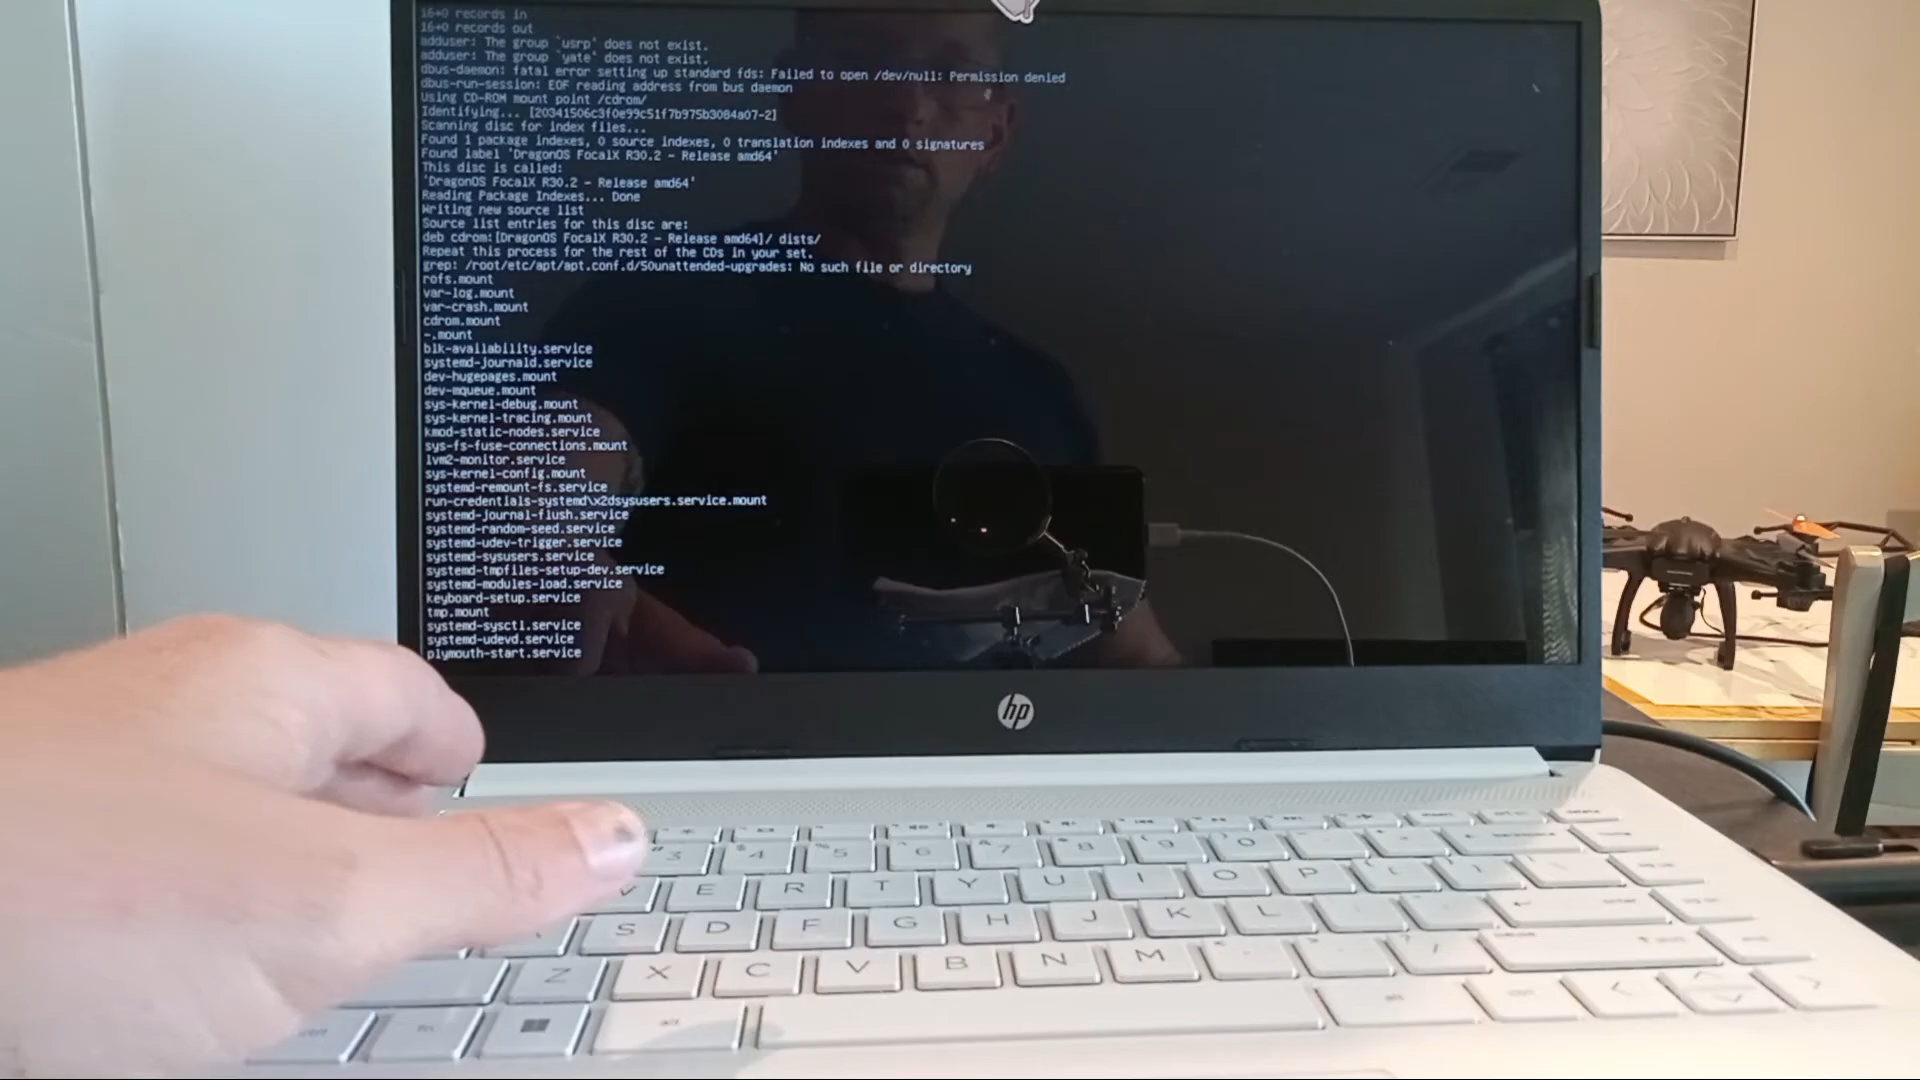 16+0 records in
16+0 records out
adduser: The group `usrp' does not exist.
adduser: The group `yate' does not exist.
dbus-daemon: fatal error setting up standard fds: Failed to open /dev/null: Permission denied
dbus-run-session: EOF reading address from bus daemon
Using CD-ROM mount point /cdrom/
Identifying... [20341506c3f0e99c51f7b975b3084a07-2]
Scanning disc for index files...
Found 1 package indexes, 0 source indexes, 0 translation indexes and 0 signatures
Found label 'DragonOS FocalX R30.2 - Release amd64'
This disc is called:
'DragonOS FocalX R30.2 - Release amd64'
Reading Package Indexes... Done
Writing new source list
Source list entries for this disc are:
deb cdrom:[DragonOS FocalX R30.2 - Release amd64]/ dists/
Repeat this process for the rest of the CDs in your set.
grep: /root/etc/apt/apt.conf.d/50unattended-upgrades: No such file or directory
rofs.mount
var-log.mount
var-crash.mount
cdrom.mount
-.mount
blk-availability.service
systemd-journald.service
dev-hugepages.mount
dev-mqueue.mount
sys-kernel-debug.mount
sys-kernel-tracing.mount
kmod-static-nodes.service
sys-fs-fuse-connections.mount
lvm2-monitor.service
sys-kernel-config.mount
systemd-remount-fs.service
run-credentials-systemd\x2dsysusers.service.mount
systemd-journal-flush.service
systemd-random-seed.service
systemd-udev-trigger.service
systemd-sysusers.service
systemd-tmpfiles-setup-dev.service
systemd-modules-load.service
keyboard-setup.service
tmp.mount
systemd-sysctl.service
systemd-udevd.service
plymouth-start.service
hp
3 4 5 6 7 8 9 0
E R T Y U I O P
S D F G H J K L
Z X C V B N M